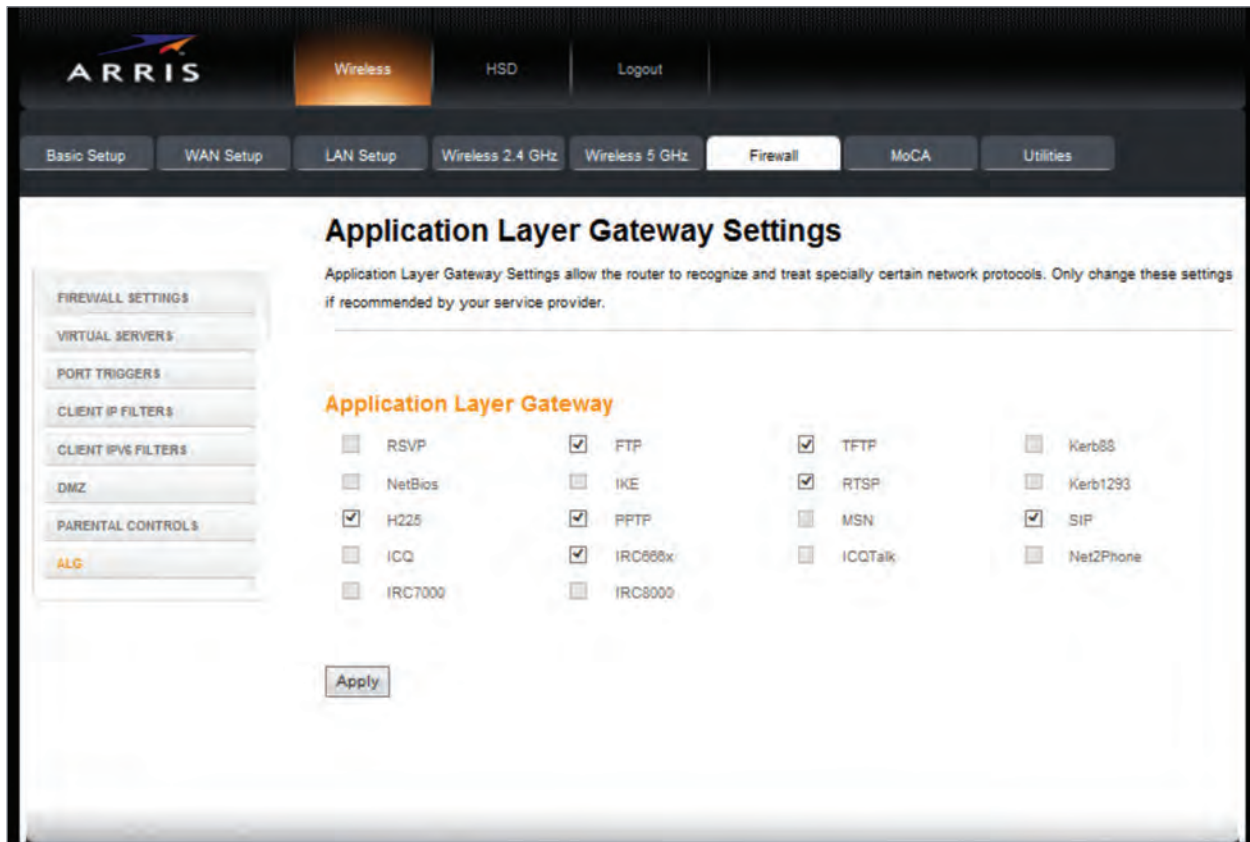 ARRIS
Wireless HSD Logout
Basic Setup WAN Setup LAN Setup Wireless 2.4 GHz Wireless 5 GHz Firewall MoCA Utilities
Application Layer Gateway Settings
Application Layer Gateway Settings allow the router to recognize and treat specially certain network protocols. Only change these settings
if recommended by your service provider.
FIREWALL SETTINGS
VIRTUAL SERVERS
PORT TRIGGERS
CLIENT IP FILTERS
CLIENT IPV6 FILTERS
DMZ
PARENTAL CONTROLS
ALG
Application Layer Gateway
RSVP FTP TFTP Kerb88
NetBios IKE RTSP Kerb1293
H225 PPTP MSN SIP
ICQ IRC666x ICQTalk Net2Phone
IRC7000 IRC8000
Apply